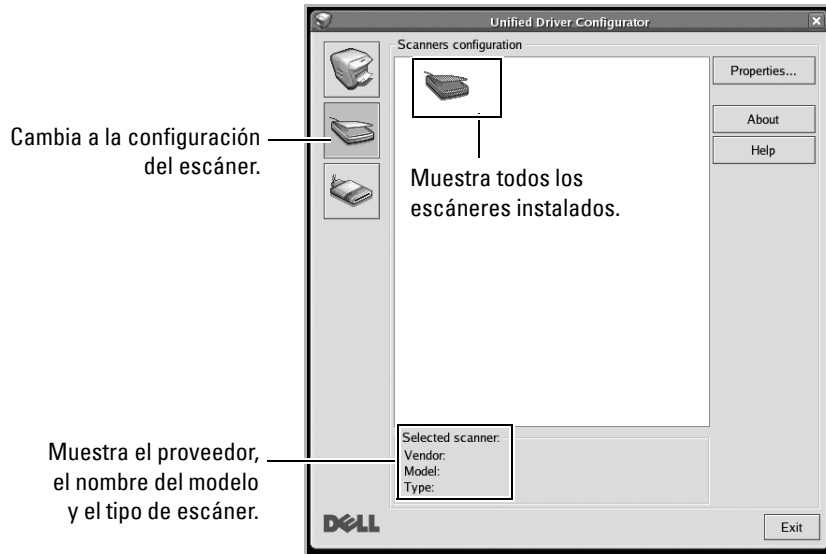 Unified Driver Configurator
Scanners configuration
Properties...
About
Help
Cambia a la configuración
del escáner.
Muestra todos los
escáneres instalados.
Selected scanner:
Vendor:
Model:
Type:
Muestra el proveedor,
el nombre del modelo
y el tipo de escáner.
DELL
Exit